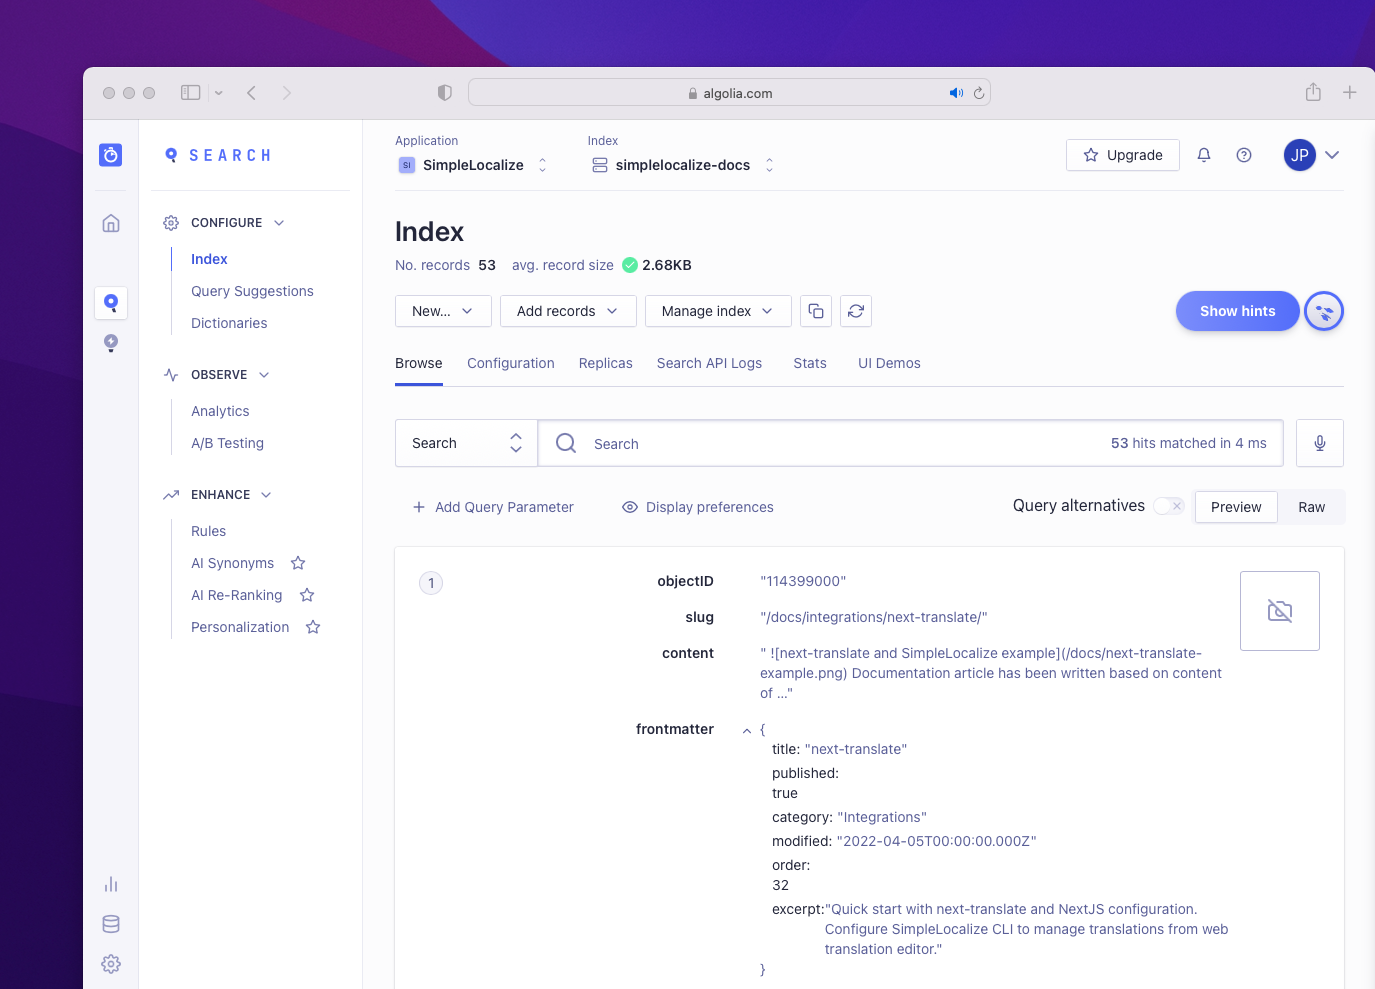 algolia.com
SEARCH
Application
Index
SI SimpleLocalize
simplelocalize-docs
Upgrade
JP
CONFIGURE
Index
Query Suggestions
Dictionaries
OBSERVE
Analytics
A/B Testing
ENHANCE
Rules
AI Synonyms
AI Re-Ranking
Personalization
Index
No. records 53 avg. record size 2.68KB
New...
Add records
Manage index
Show hints
Browse
Configuration
Replicas
Search API Logs
Stats
UI Demos
Search
Search
53 hits matched in 4 ms
Add Query Parameter
Display preferences
Query alternatives
Preview
Raw
1
objectID "114399000"
slug "/docs/integrations/next-translate/"
content " ![next-translate and SimpleLocalize example](/docs/next-translate-
example.png) Documentation article has been written based on content
of ..."
frontmatter {
title: "next-translate"
published:
true
category: "Integrations"
modified: "2022-04-05T00:00:00.000Z"
order:
32
excerpt:"Quick start with next-translate and NextJS configuration.
Configure SimpleLocalize CLI to manage translations from web
translation editor."
}